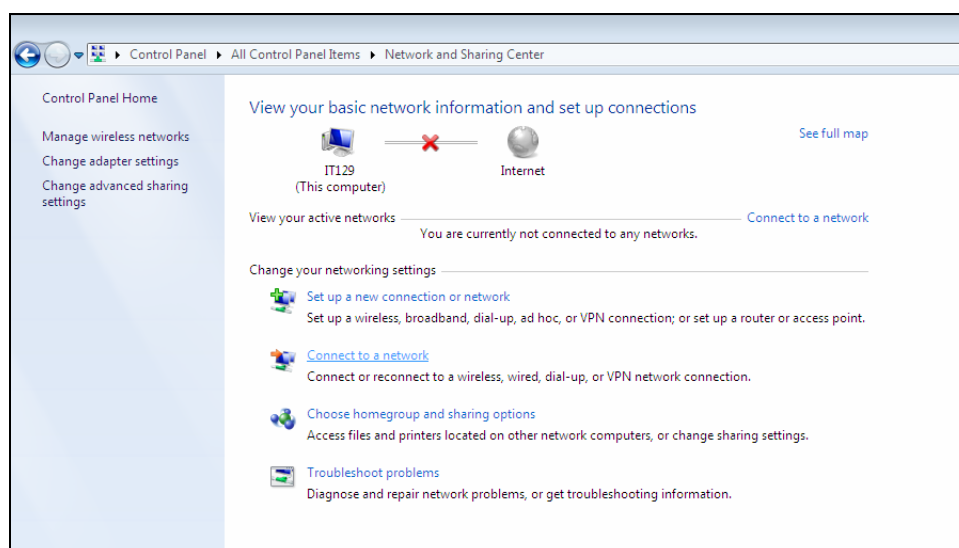 Control Panel All Control Panel Items Network and Sharing Center
Control Panel Home
Manage wireless networks
Change adapter settings
Change advanced sharing
settings
View your basic network information and set up connections
See full map
IT129
(This computer)
Internet
View your active networks
Connect to a network
You are currently not connected to any networks.
Change your networking settings
Set up a new connection or network
Set up a wireless, broadband, dial-up, ad hoc, or VPN connection; or set up a router or access point.
Connect to a network
Connect or reconnect to a wireless, wired, dial-up, or VPN network connection.
Choose homegroup and sharing options
Access files and printers located on other network computers, or change sharing settings.
Troubleshoot problems
Diagnose and repair network problems, or get troubleshooting information.